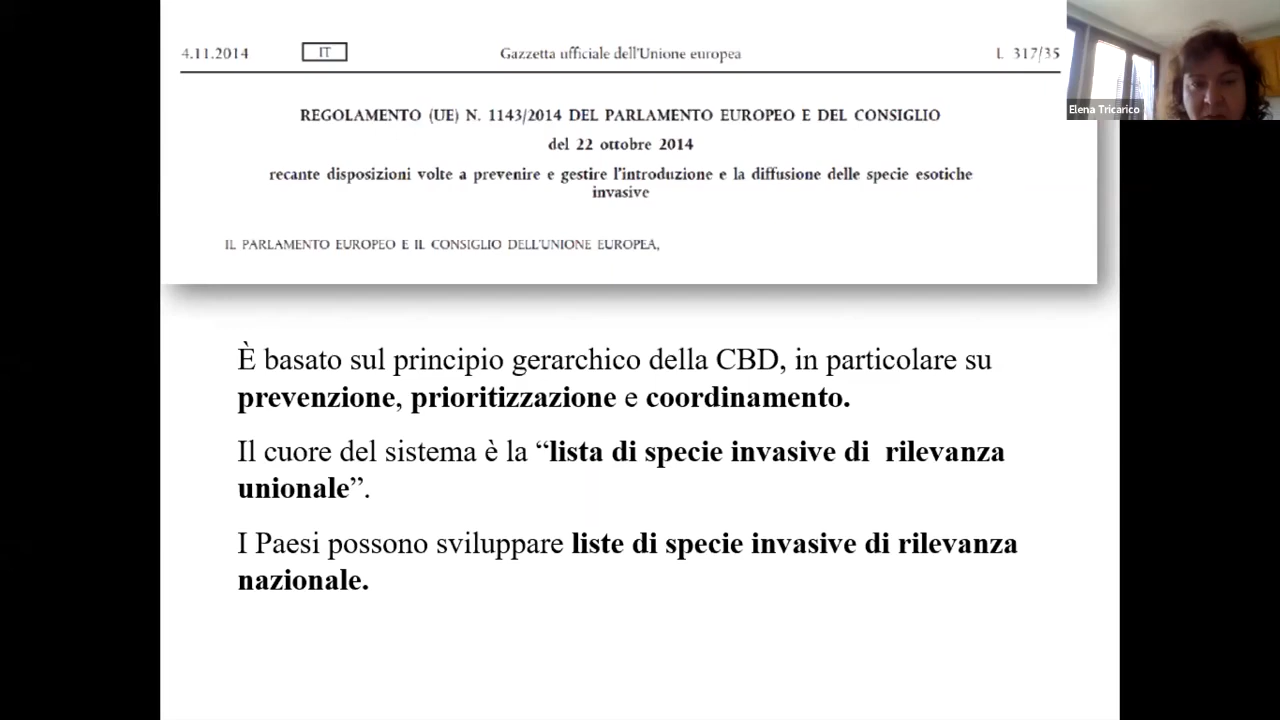 4.11.2014 IT Gazzetta ufficiale dell'Unione europea L 317/35
Elena Tricarico
REGOLAMENTO (UE) N. 1143/2014 DEL PARLAMENTO EUROPEO E DEL CONSIGLIO
del 22 ottobre 2014
recante disposizioni volte a prevenire e gestire l'introduzione e la diffusione delle specie esotiche
invasive
IL PARLAMENTO EUROPEO E IL CONSIGLIO DELL'UNIONE EUROPEA,
È basato sul principio gerarchico della CBD, in particolare su
prevenzione, prioritizzazione e coordinamento.
Il cuore del sistema è la “lista di specie invasive di rilevanza
unionale”.
I Paesi possono sviluppare liste di specie invasive di rilevanza
nazionale.